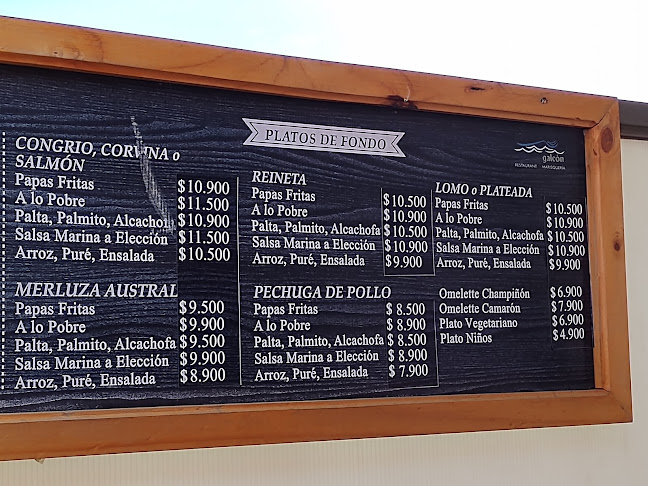 PLATOS DE FONDO
galeón
RESTAURANT MARISQUERIA
CONGRIO, CORVINA o
SALMÓN
Papas Fritas $10.900
A lo Pobre $11.500
Palta, Palmito, Alcachofa $10.900
Salsa Marina a Elección $11.500
Arroz, Puré, Ensalada $10.500
MERLUZA AUSTRAL
Papas Fritas $9.500
A lo Pobre $9.900
Palta, Palmito, Alcachofa $9.500
Salsa Marina a Elección $9.900
Arroz, Puré, Ensalada $8.900
REINETA
Papas Fritas $10.500
A lo Pobre $10.900
Palta, Palmito, Alcachofa $10.500
Salsa Marina a Elección $10.900
Arroz, Puré, Ensalada $9.900
PECHUGA DE POLLO
Papas Fritas $8.500
A lo Pobre $8.900
Palta, Palmito, Alcachofa $8.500
Salsa Marina a Elección $8.900
Arroz, Puré, Ensalada $7.900
LOMO o PLATEADA
Papas Fritas $10.500
A lo Pobre $10.900
Palta, Palmito, Alcachofa $10.500
Salsa Marina a Elección $10.900
Arroz, Puré, Ensalada $9.900
Omelette Champiñón $6.900
Omelette Camarón $7.900
Plato Vegetariano $6.900
Plato Niños $4.900